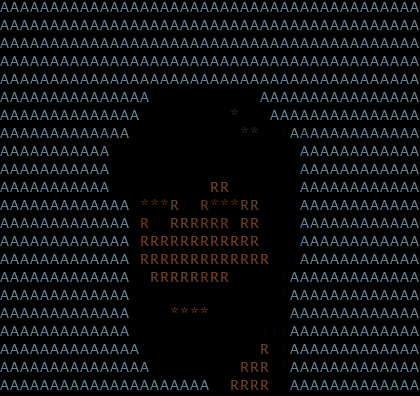 AAAAAAAAAAAAAAAAAAAAAAAAAAAAAAAAAAAAAAAAAA
AAAAAAAAAAAAAAAAAAAAAAAAAAAAAAAAAAAAAAAAAA
AAAAAAAAAAAAAAAAAAAAAAAAAAAAAAAAAAAAAAAAAA
AAAAAAAAAAAAAAAAAAAAAAAAAAAAAAAAAAAAAAAAAA
AAAAAAAAAAAAAAAAAAAAAAAAAAAAAAAAAAAAAAAAAA
AAAAAAAAAAAAAAA           AAAAAAAAAAAAAAAA
AAAAAAAAAAAAAA         *   AAAAAAAAAAAAAAA
AAAAAAAAAAAAA           **   AAAAAAAAAAAAA
AAAAAAAAAAA                   AAAAAAAAAAAA
AAAAAAAAAAA                   AAAAAAAAAAAA
AAAAAAAAAAA          RR       AAAAAAAAAAAA
AAAAAAAAAAAAA ***R  R***RR    AAAAAAAAAAAA
AAAAAAAAAAAAA R  RRRRRR RR    AAAAAAAAAAAA
AAAAAAAAAAAAA RRRRRRRRRRRR    AAAAAAAAAAAA
AAAAAAAAAAAAA RRRRRRRRRRRRR   AAAAAAAAAAAA
AAAAAAAAAAAAA  RRRRRRRR       AAAAAAAAAAAA
AAAAAAAAAAAAA                AAAAAAAAAAAAA
AAAAAAAAAAAAA    ****        AAAAAAAAAAAAA
AAAAAAAAAAAAA                AAAAAAAAAAAAA
AAAAAAAAAAAAAA            R  AAAAAAAAAAAAA
AAAAAAAAAAAAAAA         RRR  AAAAAAAAAAAAA
AAAAAAAAAAAAAAAAAAAAA  RRRR  AAAAAAAAAAAAA